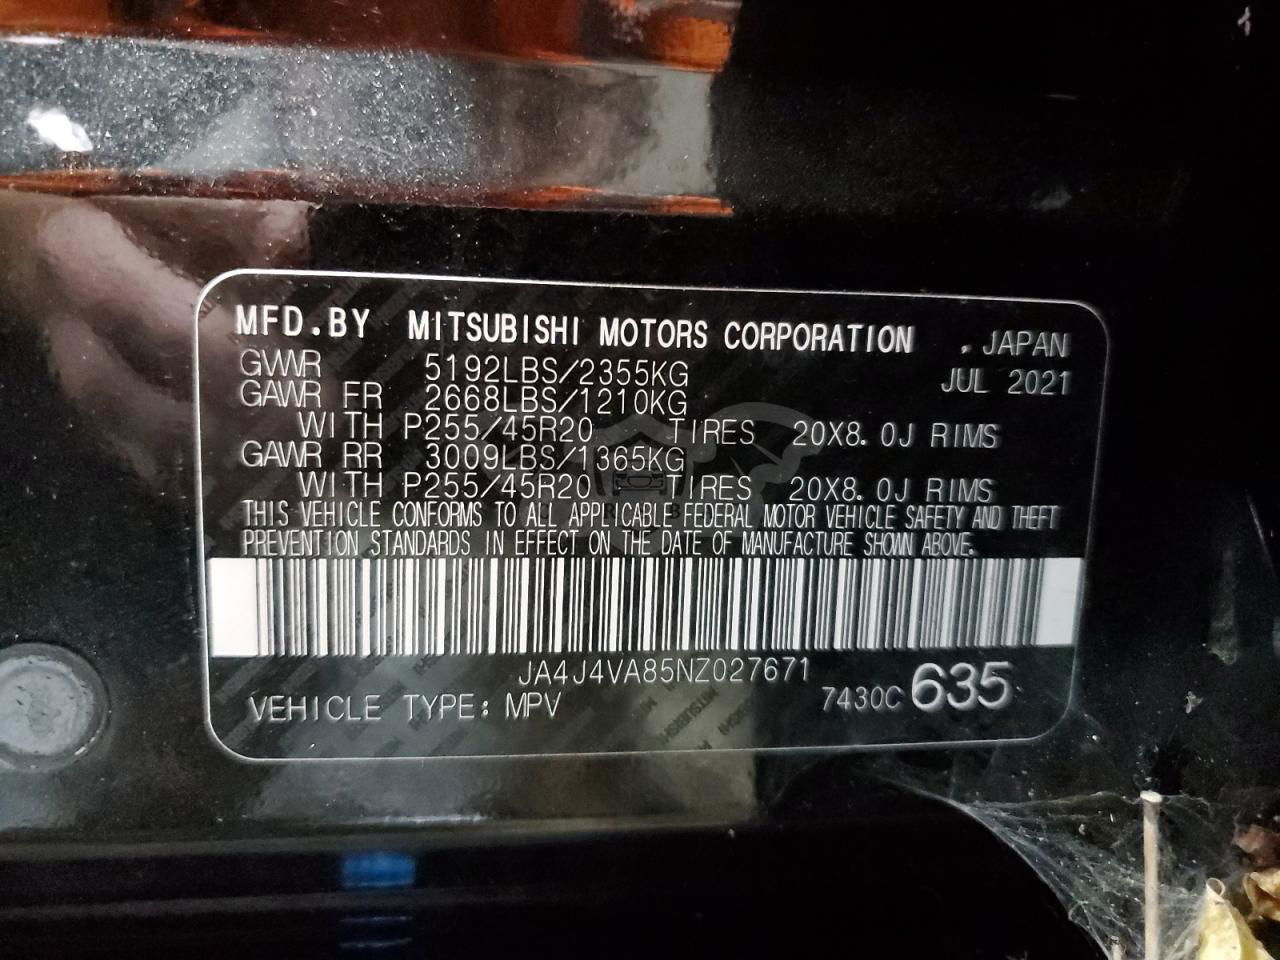 MFD.BY MITSUBISHI MOTORS CORPORATION , JAPAN
GVWR 5192LBS/2355KG JUL 2021
GAWR FR 2668LBS/1210KG
WITH P255/45R20 TIRES 20X8.0J RIMS
GAWR RR 3009LBS/1365KG
WITH P255/45R20 TIRES 20X8.0J RIMS
THIS VEHICLE CONFORMS TO ALL APPLICABLE FEDERAL MOTOR VEHICLE SAFETY AND THEFT
PREVENTION STANDARDS IN EFFECT ON THE DATE OF MANUFACTURE SHOWN ABOVE.
JA4J4VA85NZ027671
VEHICLE TYPE: MPV 7430C 635